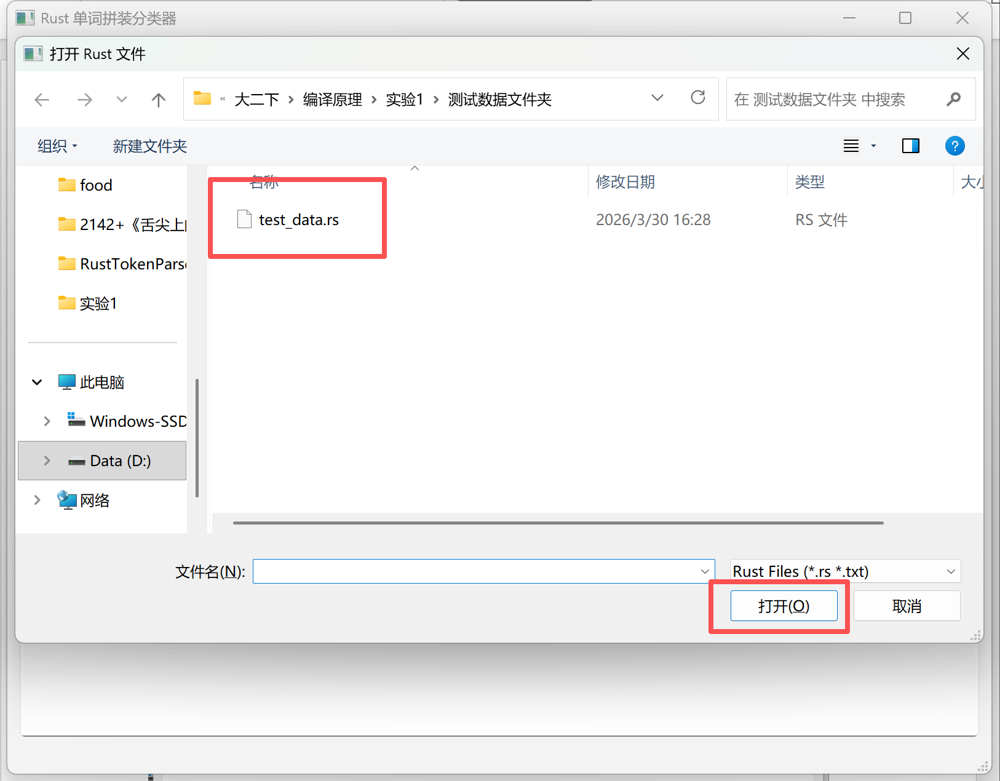 Rust 单词拼装分类器
打开 Rust 文件
« 大二下 › 编译原理 › 实验1 › 测试数据文件夹
在 测试数据文件夹 中搜索
组织
新建文件夹
?
food
2142+《舌尖上
RustTokenParse
实验1
此电脑
Windows-SSD
Data (D:)
网络
名称
修改日期
类型
大小
test_data.rs
2026/3/30 16:28
RS 文件
文件名(N):
Rust Files (*.rs *.txt)
打开(O)
取消